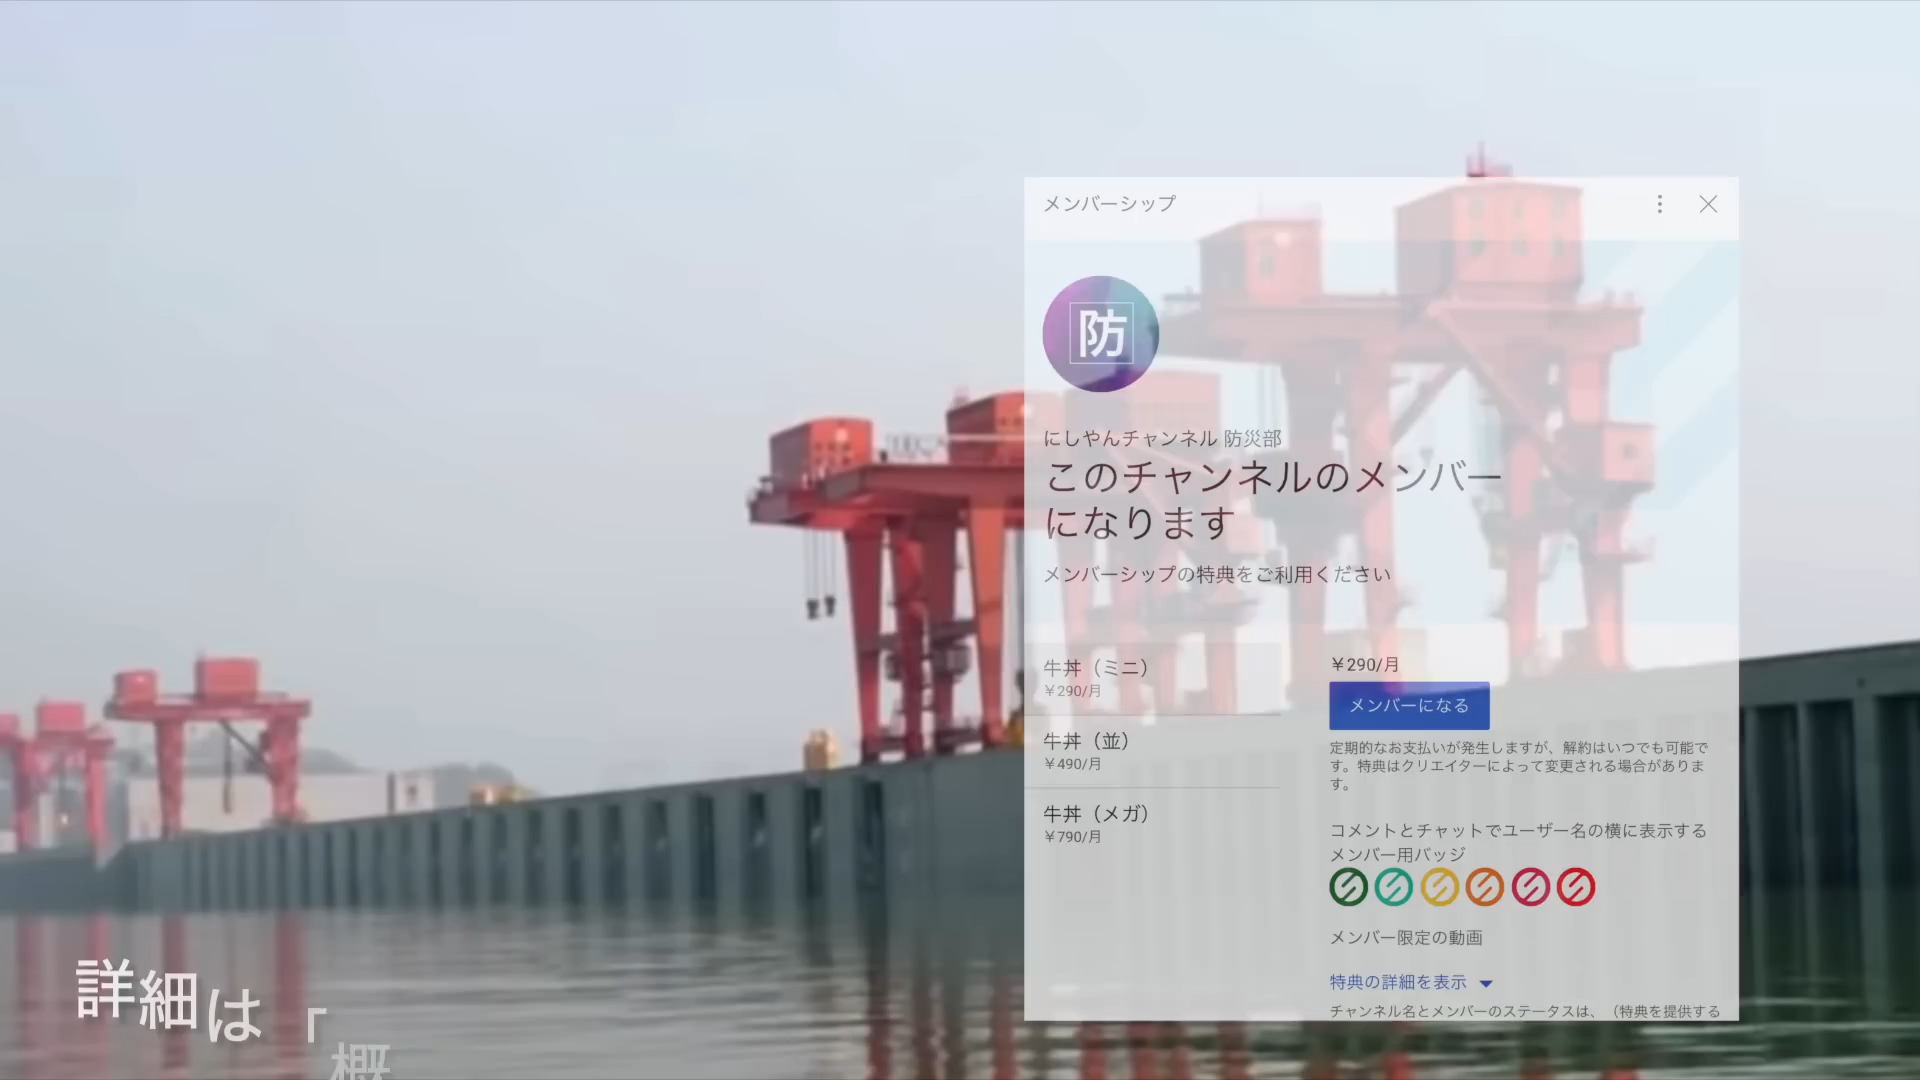 メンバーシップ
防
にしやんチャンネル 防災部
このチャンネルのメンバー
になります
メンバーシップの特典をご利用ください
牛丼（ミニ）
￥290/月
牛丼（並）
￥490/月
牛丼（メガ）
￥790/月
￥290/月
メンバーになる
定期的なお支払いが発生しますが、解約はいつでも可能で
す。特典はクリエイターによって変更される場合がありま
す。
コメントとチャットでユーザー名の横に表示する
メンバー用バッジ
メンバー限定の動画
特典の詳細を表示
チャンネル名とメンバーのステータスは、（特典を提供する
詳細は「概